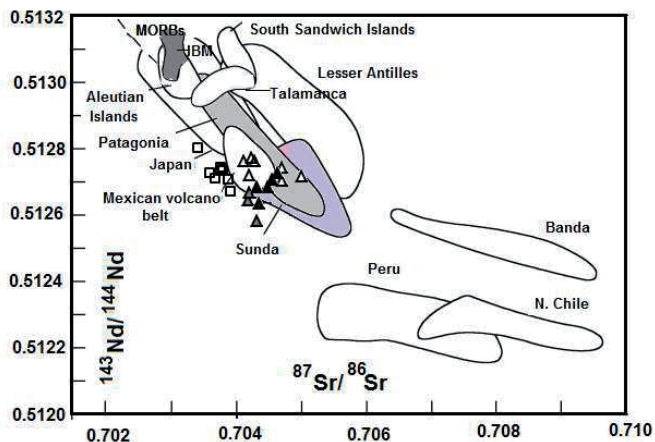 0.5132
0.5130
0.5128
0.5126
0.5124
0.5122
0.5120
MORBs
IBM
South Sandwich Islands
Lesser Antilles
Aleutian
Islands
Talamanca
Patagonia
Japan
Mexican volcano
belt
Sunda
Banda
Peru
N. Chile
143Nd/ 144Nd
87Sr/ 86Sr
0.702
0.704
0.706
0.708
0.710